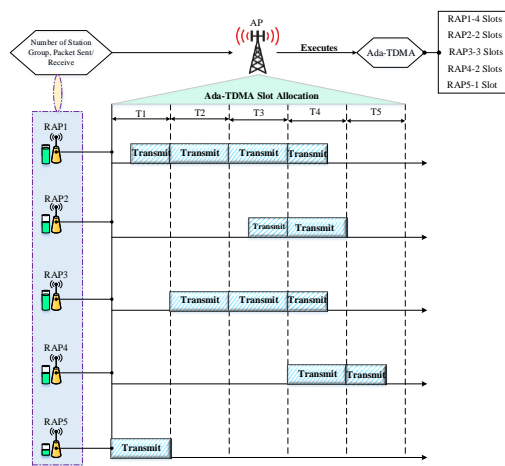 AP
Number of Station
Group, Packet Sent/
Receive
Executes
Ada-TDMA
RAP1-4 Slots
RAP2-2 Slots
RAP3-3 Slots
RAP4-2 Slots
RAP5-1 Slot
Ada-TDMA Slot Allocation
T1 T2 T3 T4 T5
RAP1
Transmit Transmit Transmit Transmit
RAP2
Transmit Transmit
RAP3
Transmit Transmit Transmit
RAP4
Transmit Transmit
RAP5
Transmit